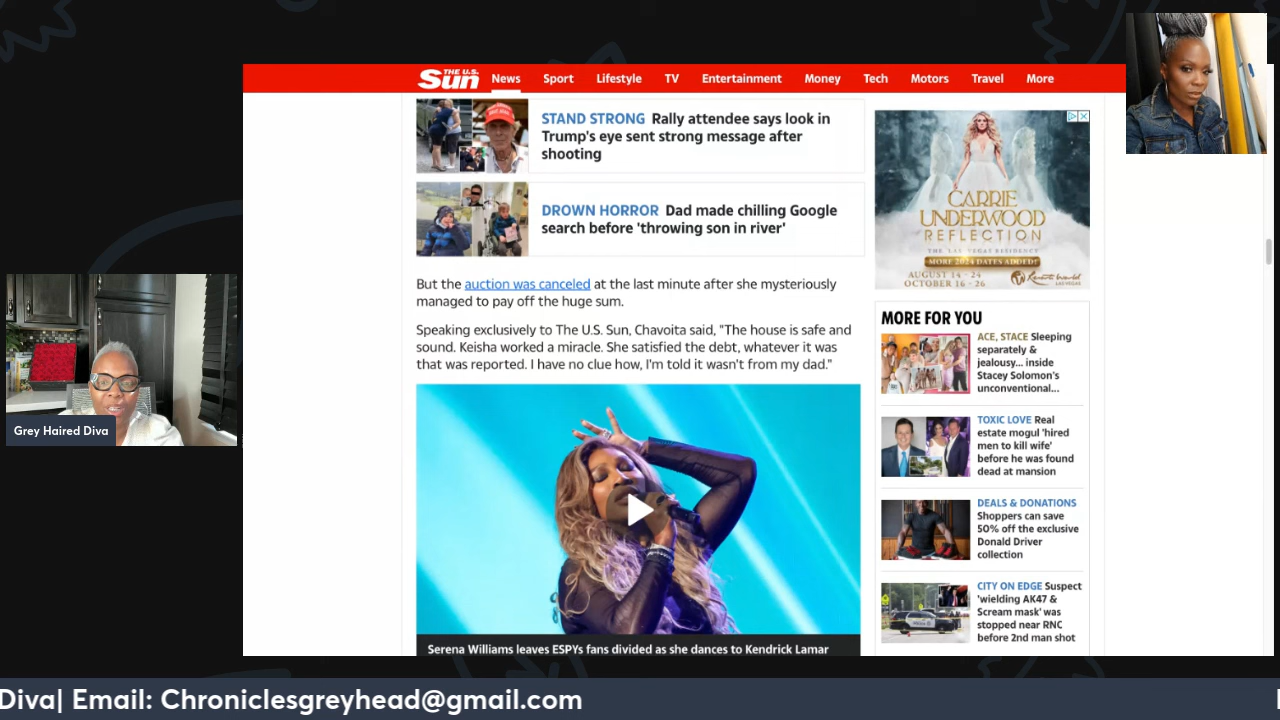 THE U.S.
Sun
News Sport Lifestyle TV Entertainment Money Tech Motors Travel More
STAND STRONG Rally attendee says look in
Trump's eye sent strong message after
shooting
DROWN HORROR Dad made chilling Google
search before 'throwing son in river'
But the auction was canceled at the last minute after she mysteriously
managed to pay off the huge sum.
Speaking exclusively to The U.S. Sun, Chavoita said, "The house is safe and
sound. Keisha worked a miracle. She satisfied the debt, whatever it was
that was reported. I have no clue how, I'm told it wasn't from my dad."
Serena Williams leaves ESPYs fans divided as she dances to Kendrick Lamar
CARRIE
UNDERWOOD
REFLECTION
THE LAS VEGAS RESIDENCY
MORE 2024 DATES ADDED!
AUGUST 14 - 24
OCTOBER 16 - 26
Resorts World
LAS VEGAS
MORE FOR YOU
ACE, STACE Sleeping
separately &
jealousy... inside
Stacey Solomon's
unconventional...
TOXIC LOVE Real
estate mogul 'hired
men to kill wife'
before he was found
dead at mansion
DEALS & DONATIONS
Shoppers can save
50% off the exclusive
Donald Driver
collection
CITY ON EDGE Suspect
'wielding AK47 &
Scream mask' was
stopped near RNC
before 2nd man shot
Grey Haired Diva
Diva| Email: Chroniclesgreyhead@gmail.com